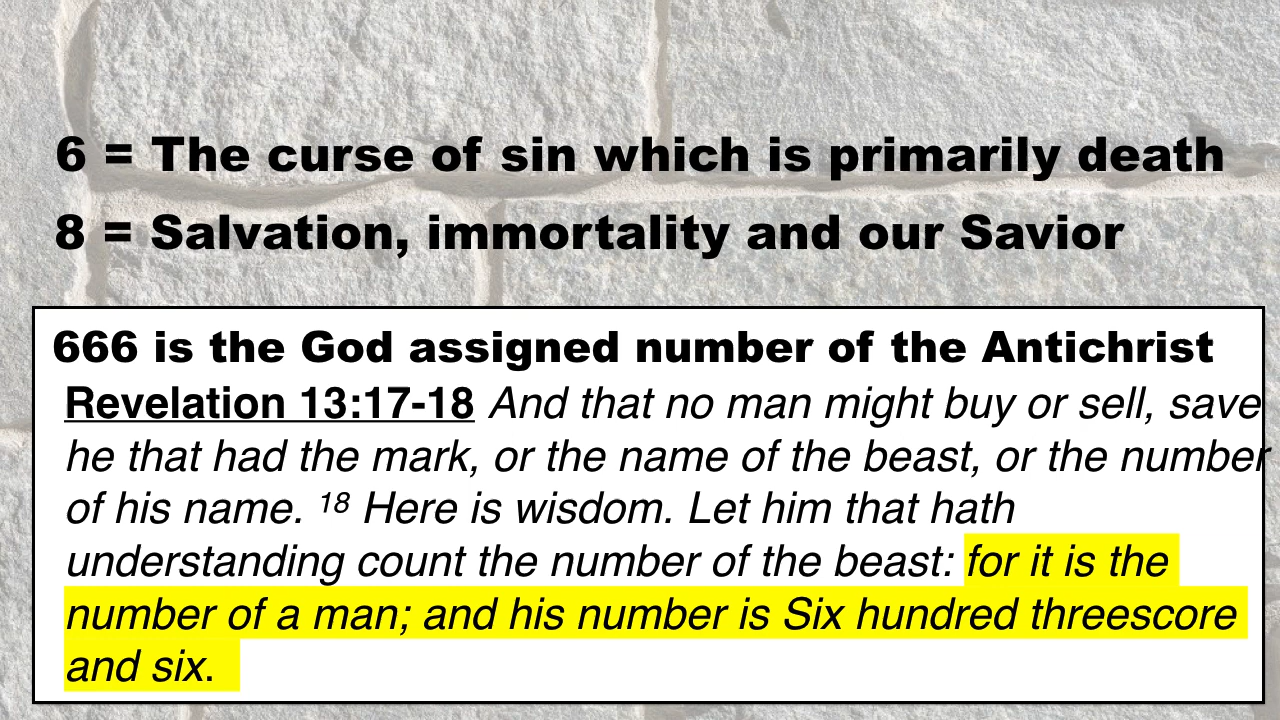 6 = The curse of sin which is primarily death
8 = Salvation, immortality and our Savior
666 is the God assigned number of the Antichrist
Revelation 13:17-18 And that no man might buy or sell, save
he that had the mark, or the name of the beast, or the number
of his name. ¹⁸ Here is wisdom. Let him that hath
understanding count the number of the beast: for it is the
number of a man; and his number is Six hundred threescore
and six.